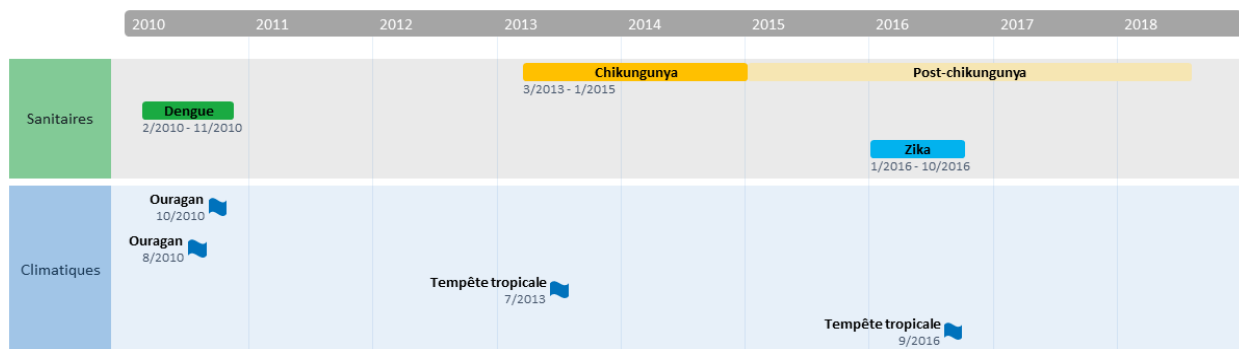 2010 2011 2012 2013 2014 2015 2016 2017 2018
Sanitaires
Chikungunya
3/2013 - 1/2015
Post-chikungunya
Dengue
2/2010 - 11/2010
Zika
1/2016 - 10/2016
Climatiques
Ouragan
10/2010
Ouragan
8/2010
Tempête tropicale
7/2013
Tempête tropicale
9/2016